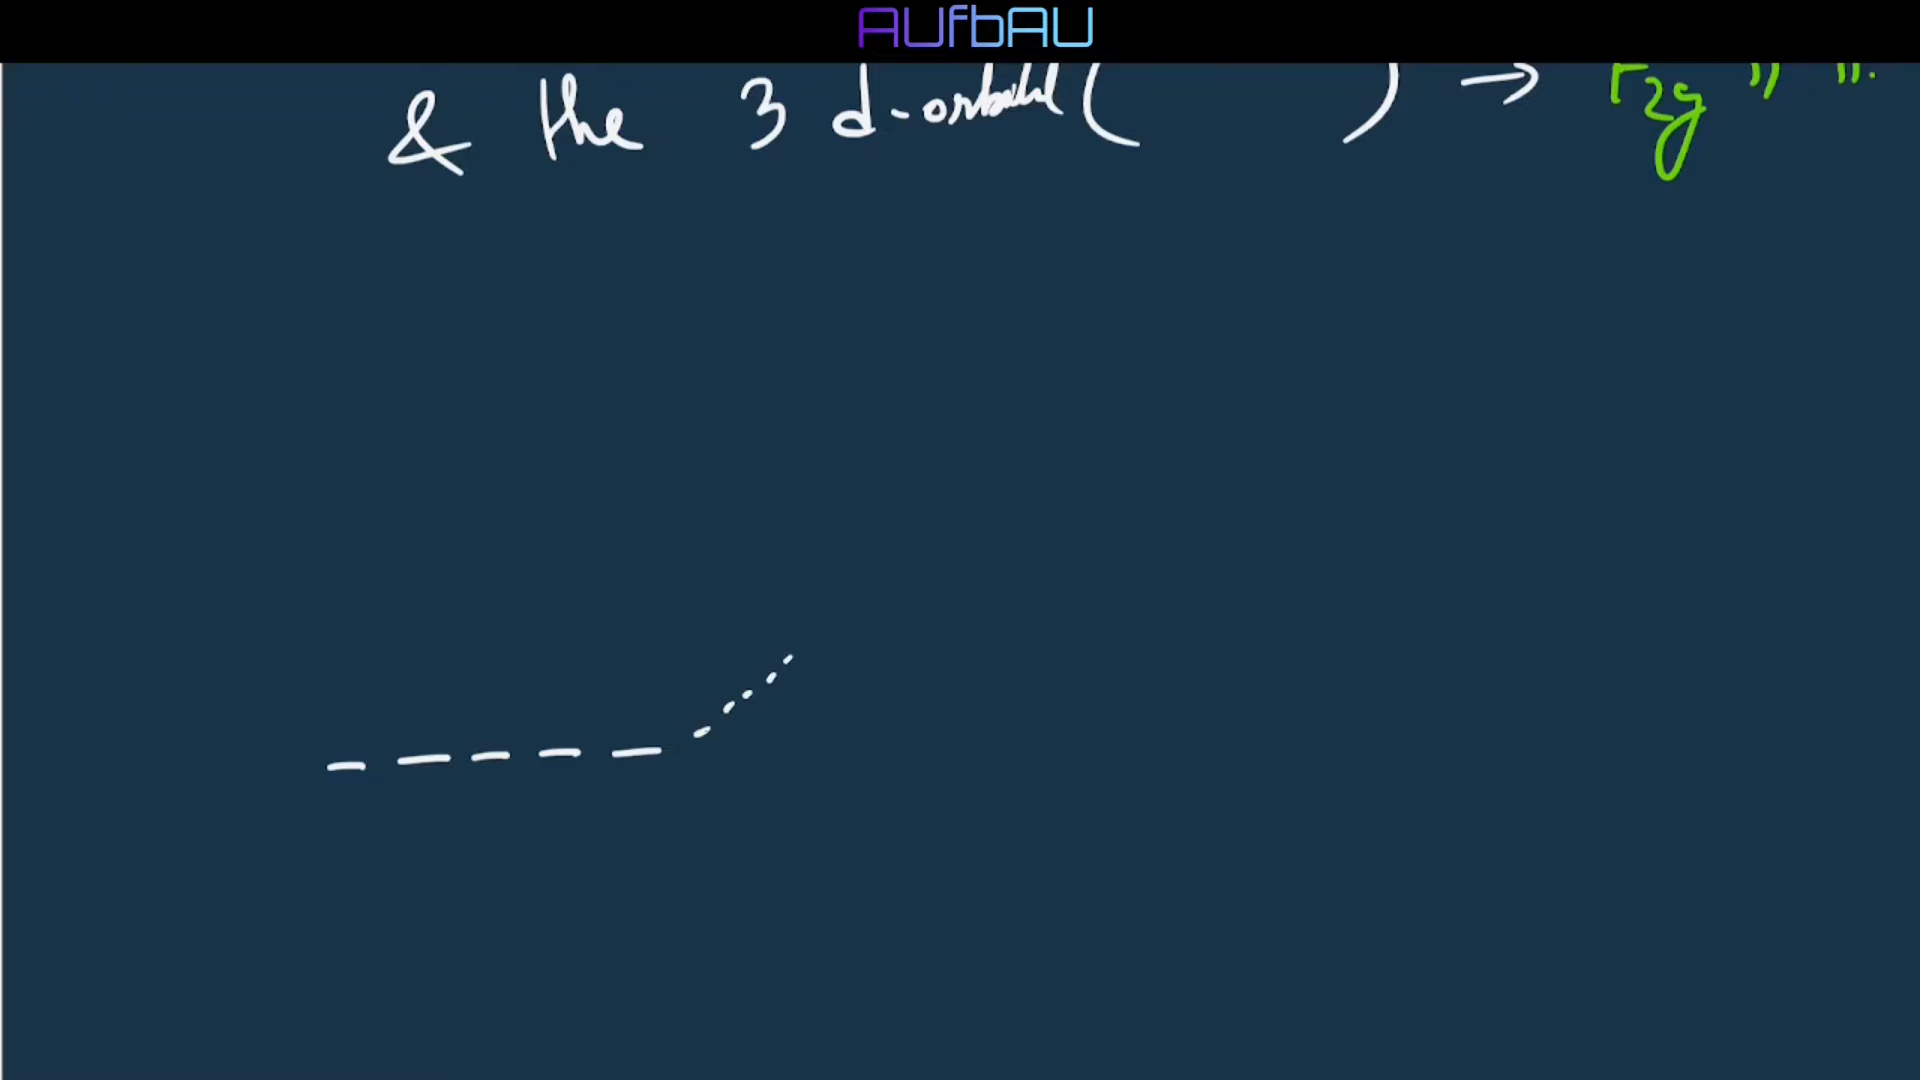 AUfbAU
& the 3 d-orbital ( ) → T2g " ".